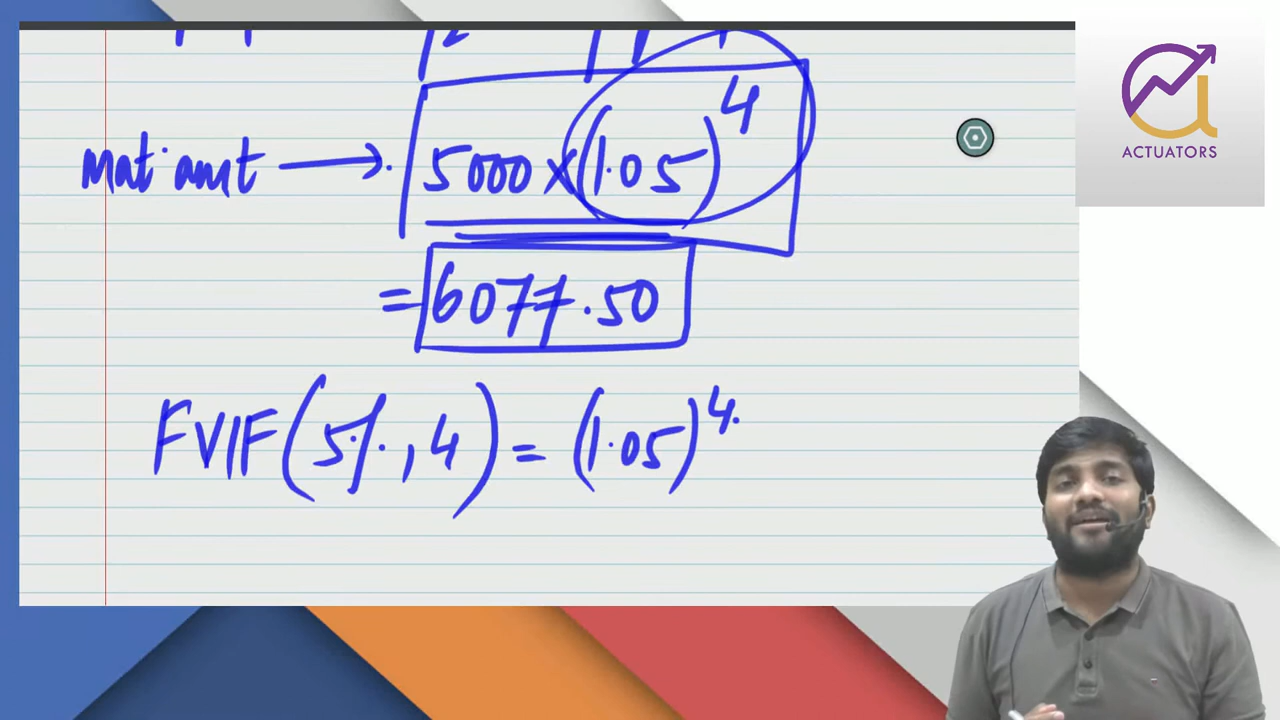 mat. amt → 5000 × (1.05)^4
= 6077.50
FVIF (5%, 4) = (1.05)^4
ACTUATORS